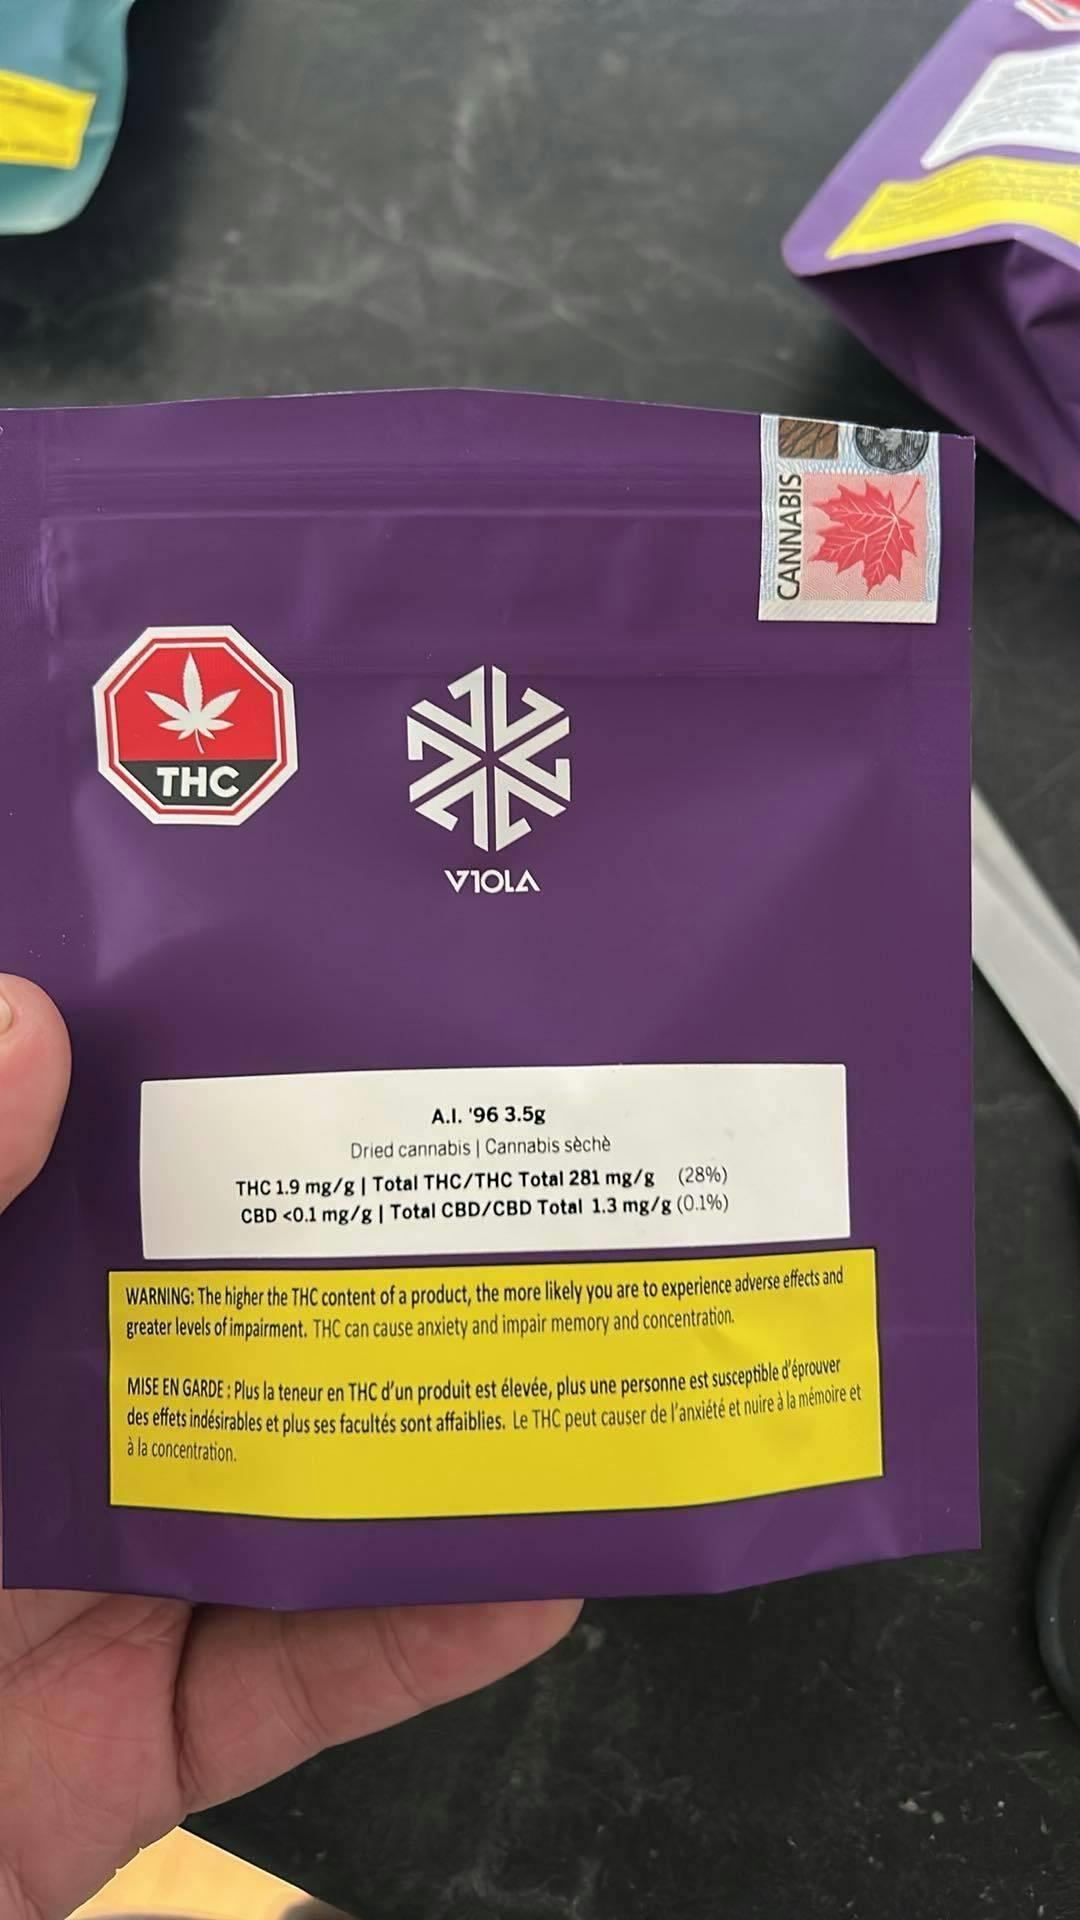 CANNABIS
THC
V1OLA
A.I. '96 3.5g
Dried cannabis | Cannabis sèchè
THC 1.9 mg/g | Total THC/THC Total 281 mg/g (28%)
CBD <0.1 mg/g | Total CBD/CBD Total 1.3 mg/g (0.1%)
WARNING: The higher the THC content of a product, the more likely you are to experience adverse effects and
greater levels of impairment. THC can cause anxiety and impair memory and concentration.
MISE EN GARDE : Plus la teneur en THC d'un produit est élevée, plus une personne est susceptible d'éprouver
des effets indésirables et plus ses facultés sont affaiblies. Le THC peut causer de l'anxiété et nuire à la mémoire et
à la concentration.